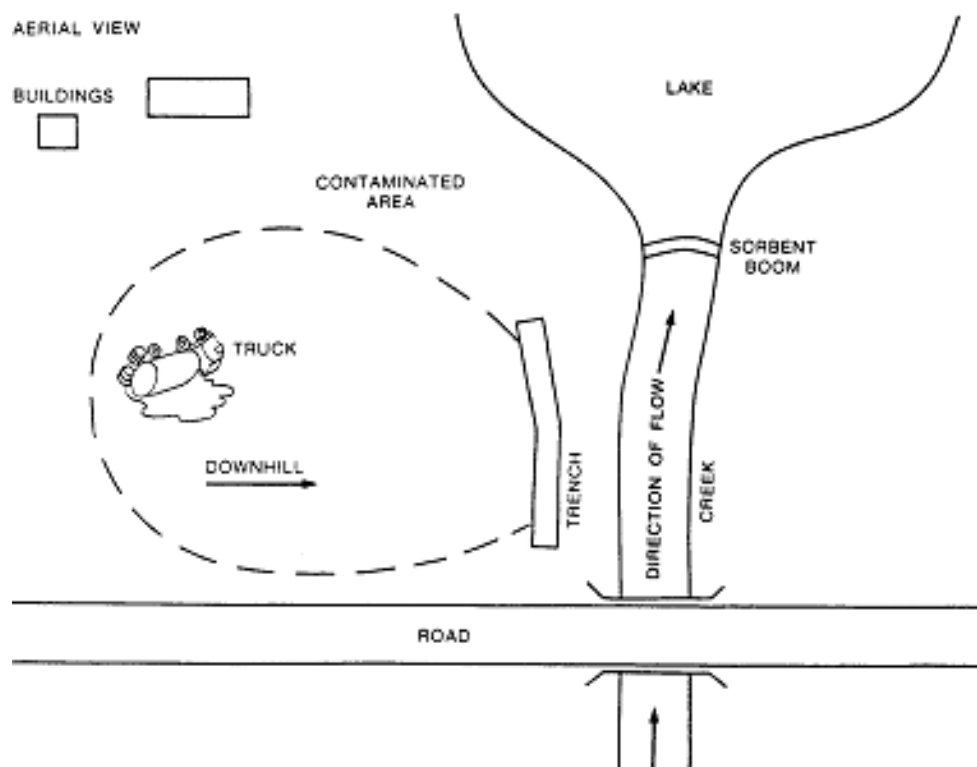 AERIAL VIEW
LAKE
BUILDINGS
CONTAMINATED
AREA
SORBENT
BOOM
TRUCK
DOWNHILL
TRENCH
DIRECTION OF FLOW
CREEK
ROAD